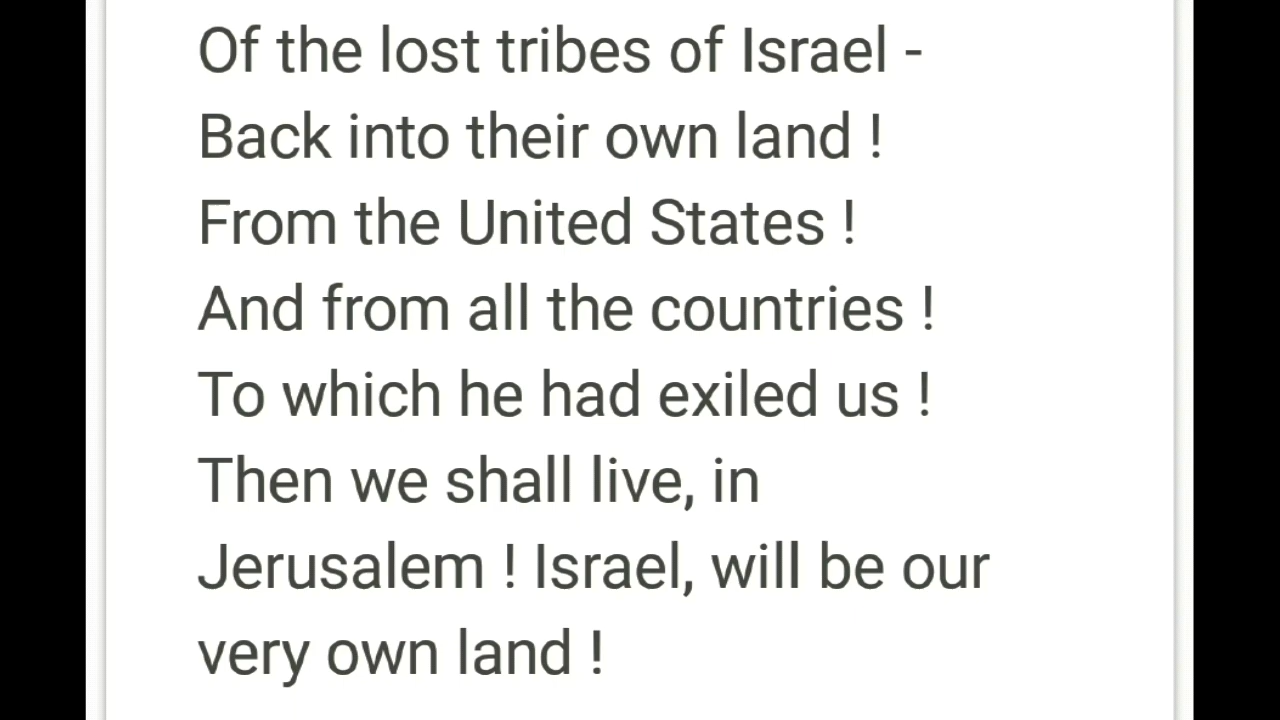 Of the lost tribes of Israel -
Back into their own land !
From the United States !
And from all the countries !
To which he had exiled us !
Then we shall live, in
Jerusalem ! Israel, will be our
very own land !